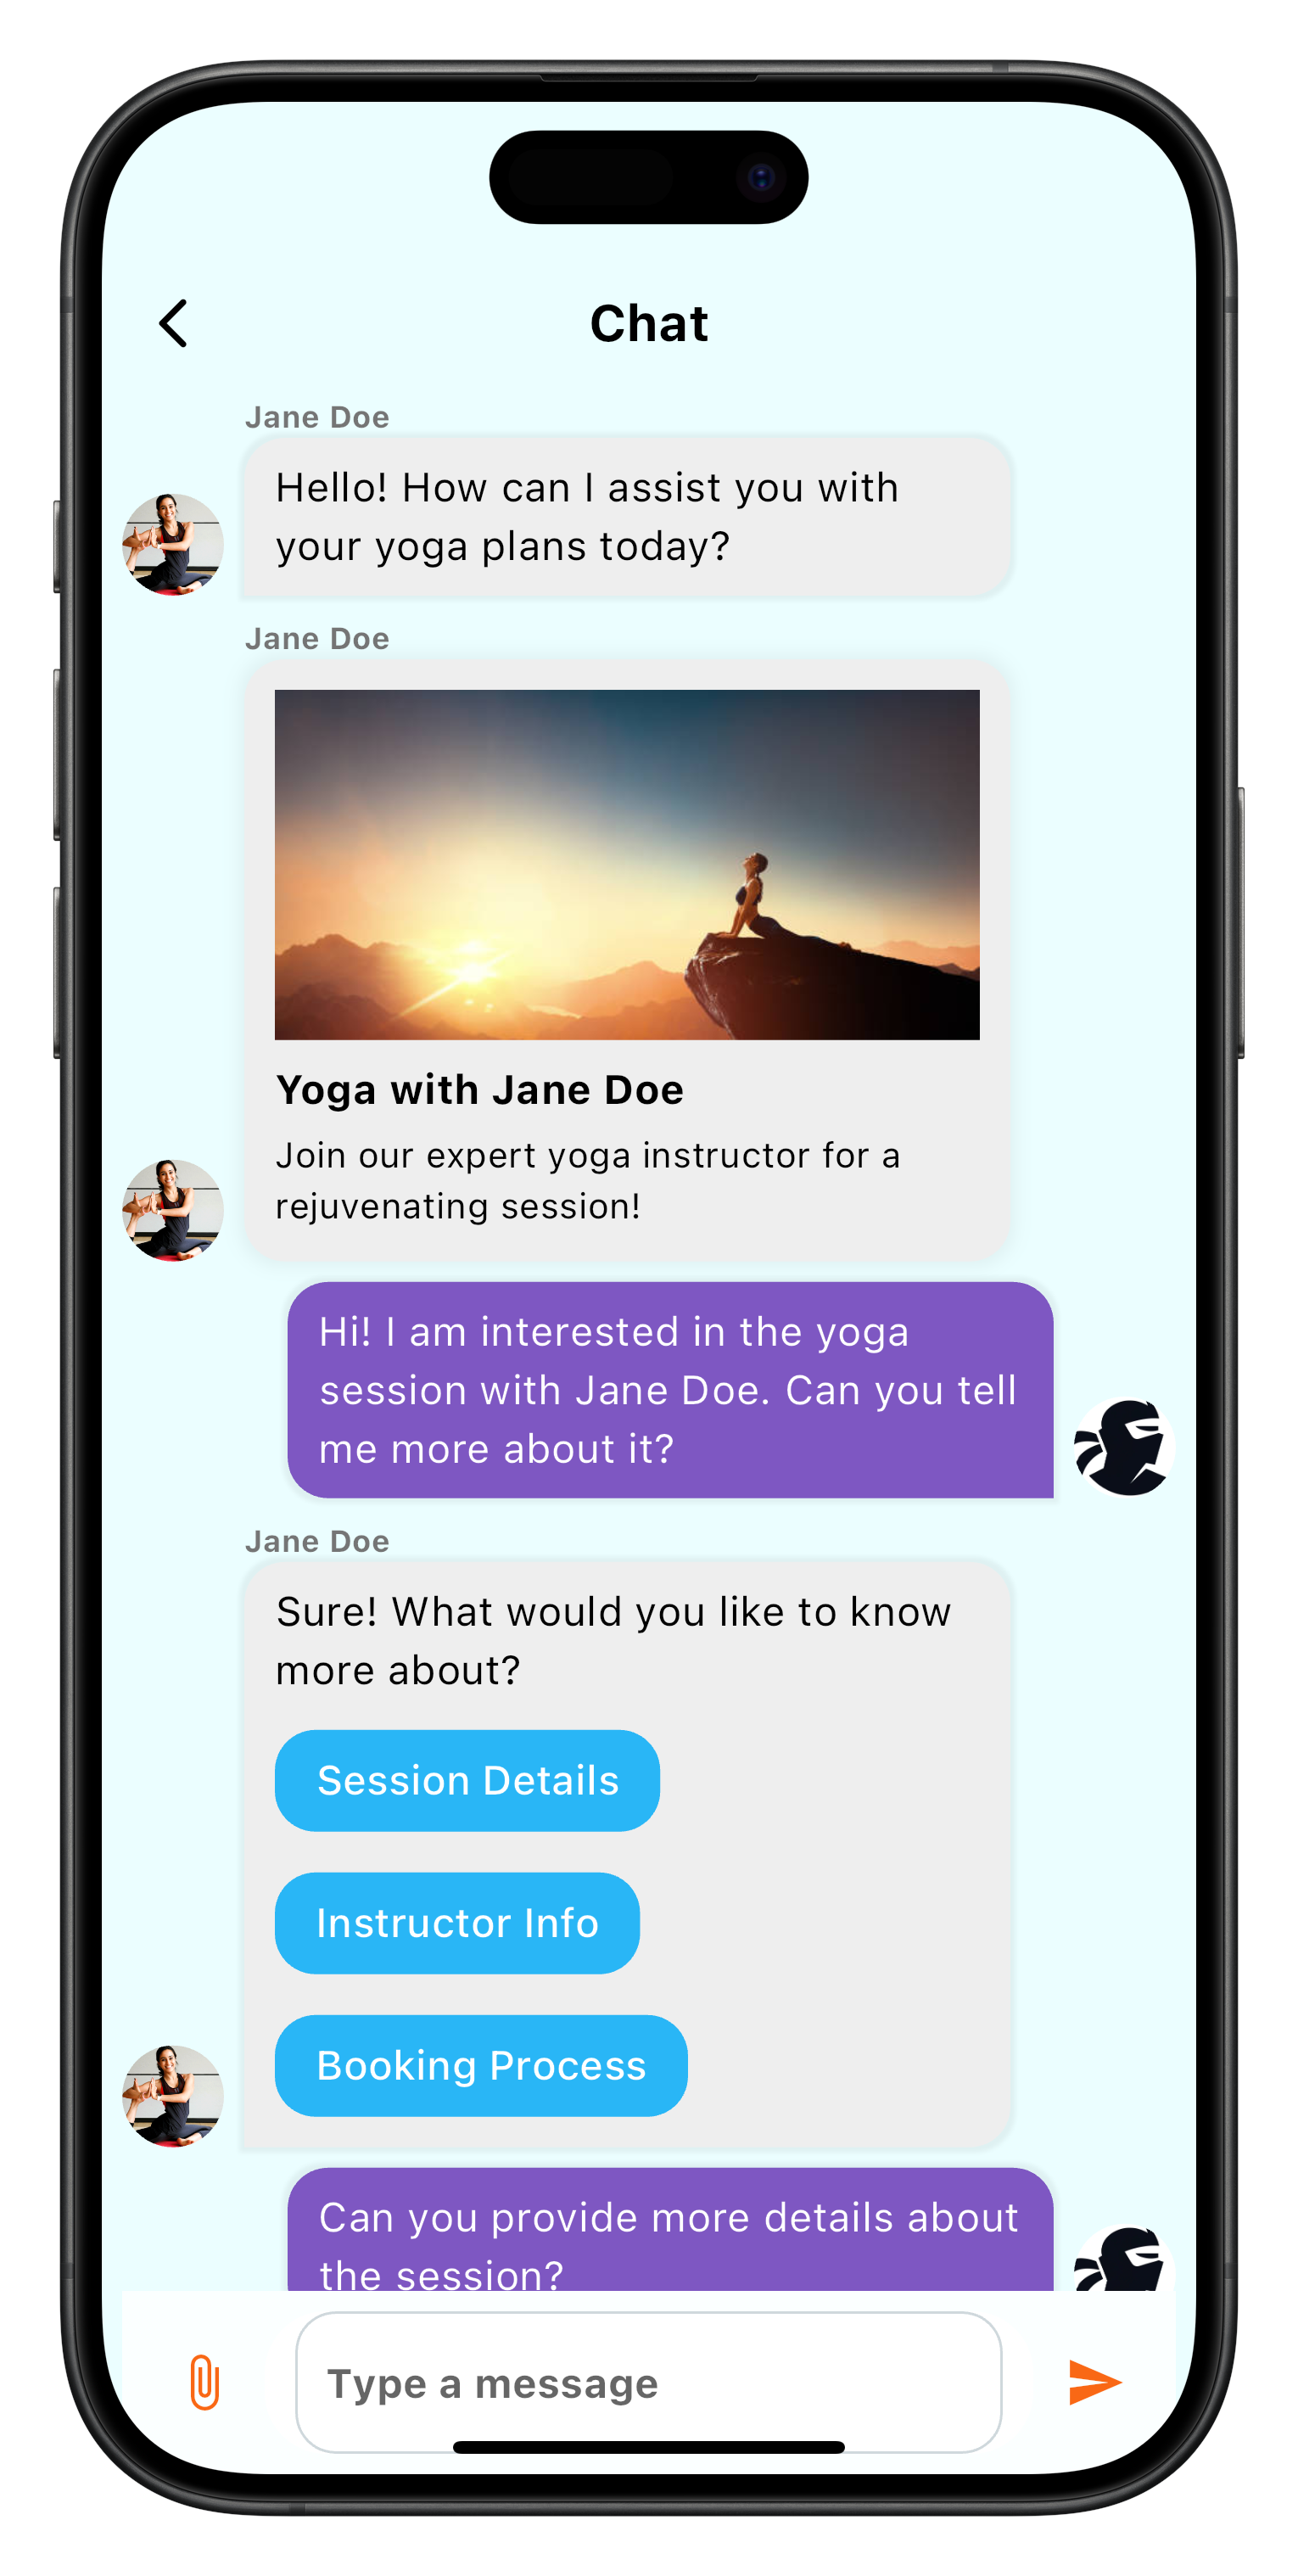 Chat
Jane Doe
Hello! How can I assist you with
your yoga plans today?
Jane Doe
Yoga with Jane Doe
Join our expert yoga instructor for a
rejuvenating session!
Hi! I am interested in the yoga
session with Jane Doe. Can you tell
me more about it?
Jane Doe
Sure! What would you like to know
more about?
Session Details
Instructor Info
Booking Process
Can you provide more details about
the session?
Type a message